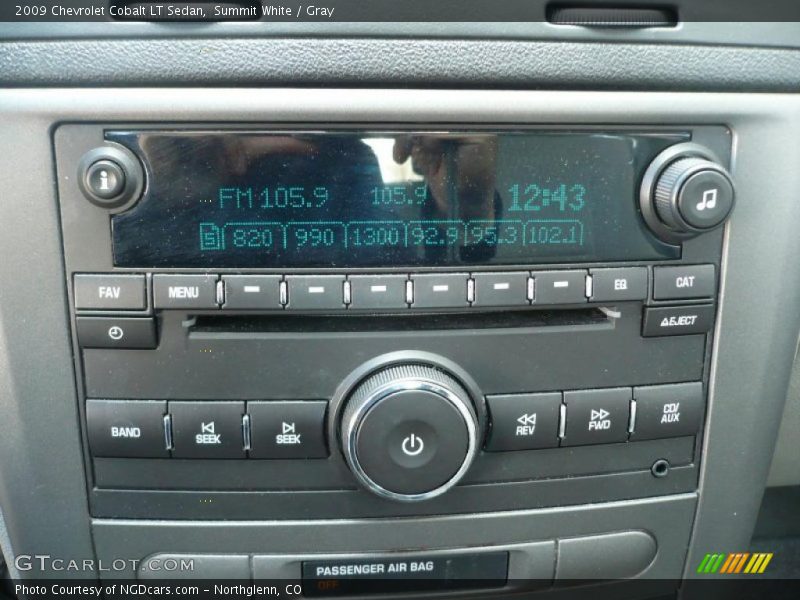 2009 Chevrolet Cobalt LT Sedan,  Summit White / Gray
i
FM 105.9 105.9 12:43
820 990 1300 92.9 95.3 102.1
FAV MENU EQ CAT
EJECT
BAND SEEK SEEK REV FWD CD/
AUX
GTCARLOT.COM
PASSENGER AIR BAG
OFF
Photo Courtesy of NGDcars.com – Northglenn, CO